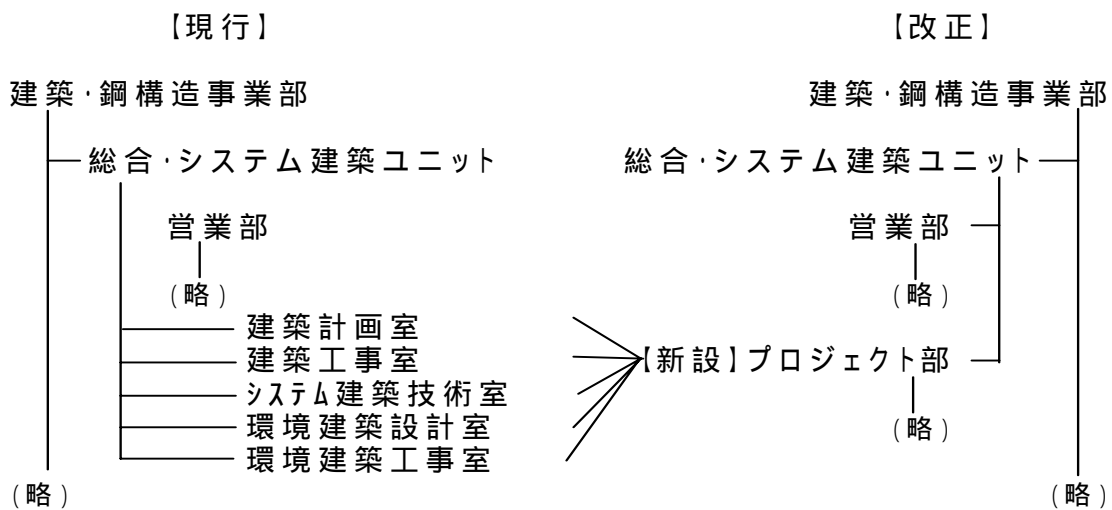 【現行】
建築・鋼構造事業部
総合・システム建築ユニット
営業部
(略)
建築計画室
建築工事室
システム建築技術室
環境建築設計室
環境建築工事室
(略)
【改正】
建築・鋼構造事業部
総合・システム建築ユニット
営業部
(略)
【新設】プロジェクト部
(略)
(略)